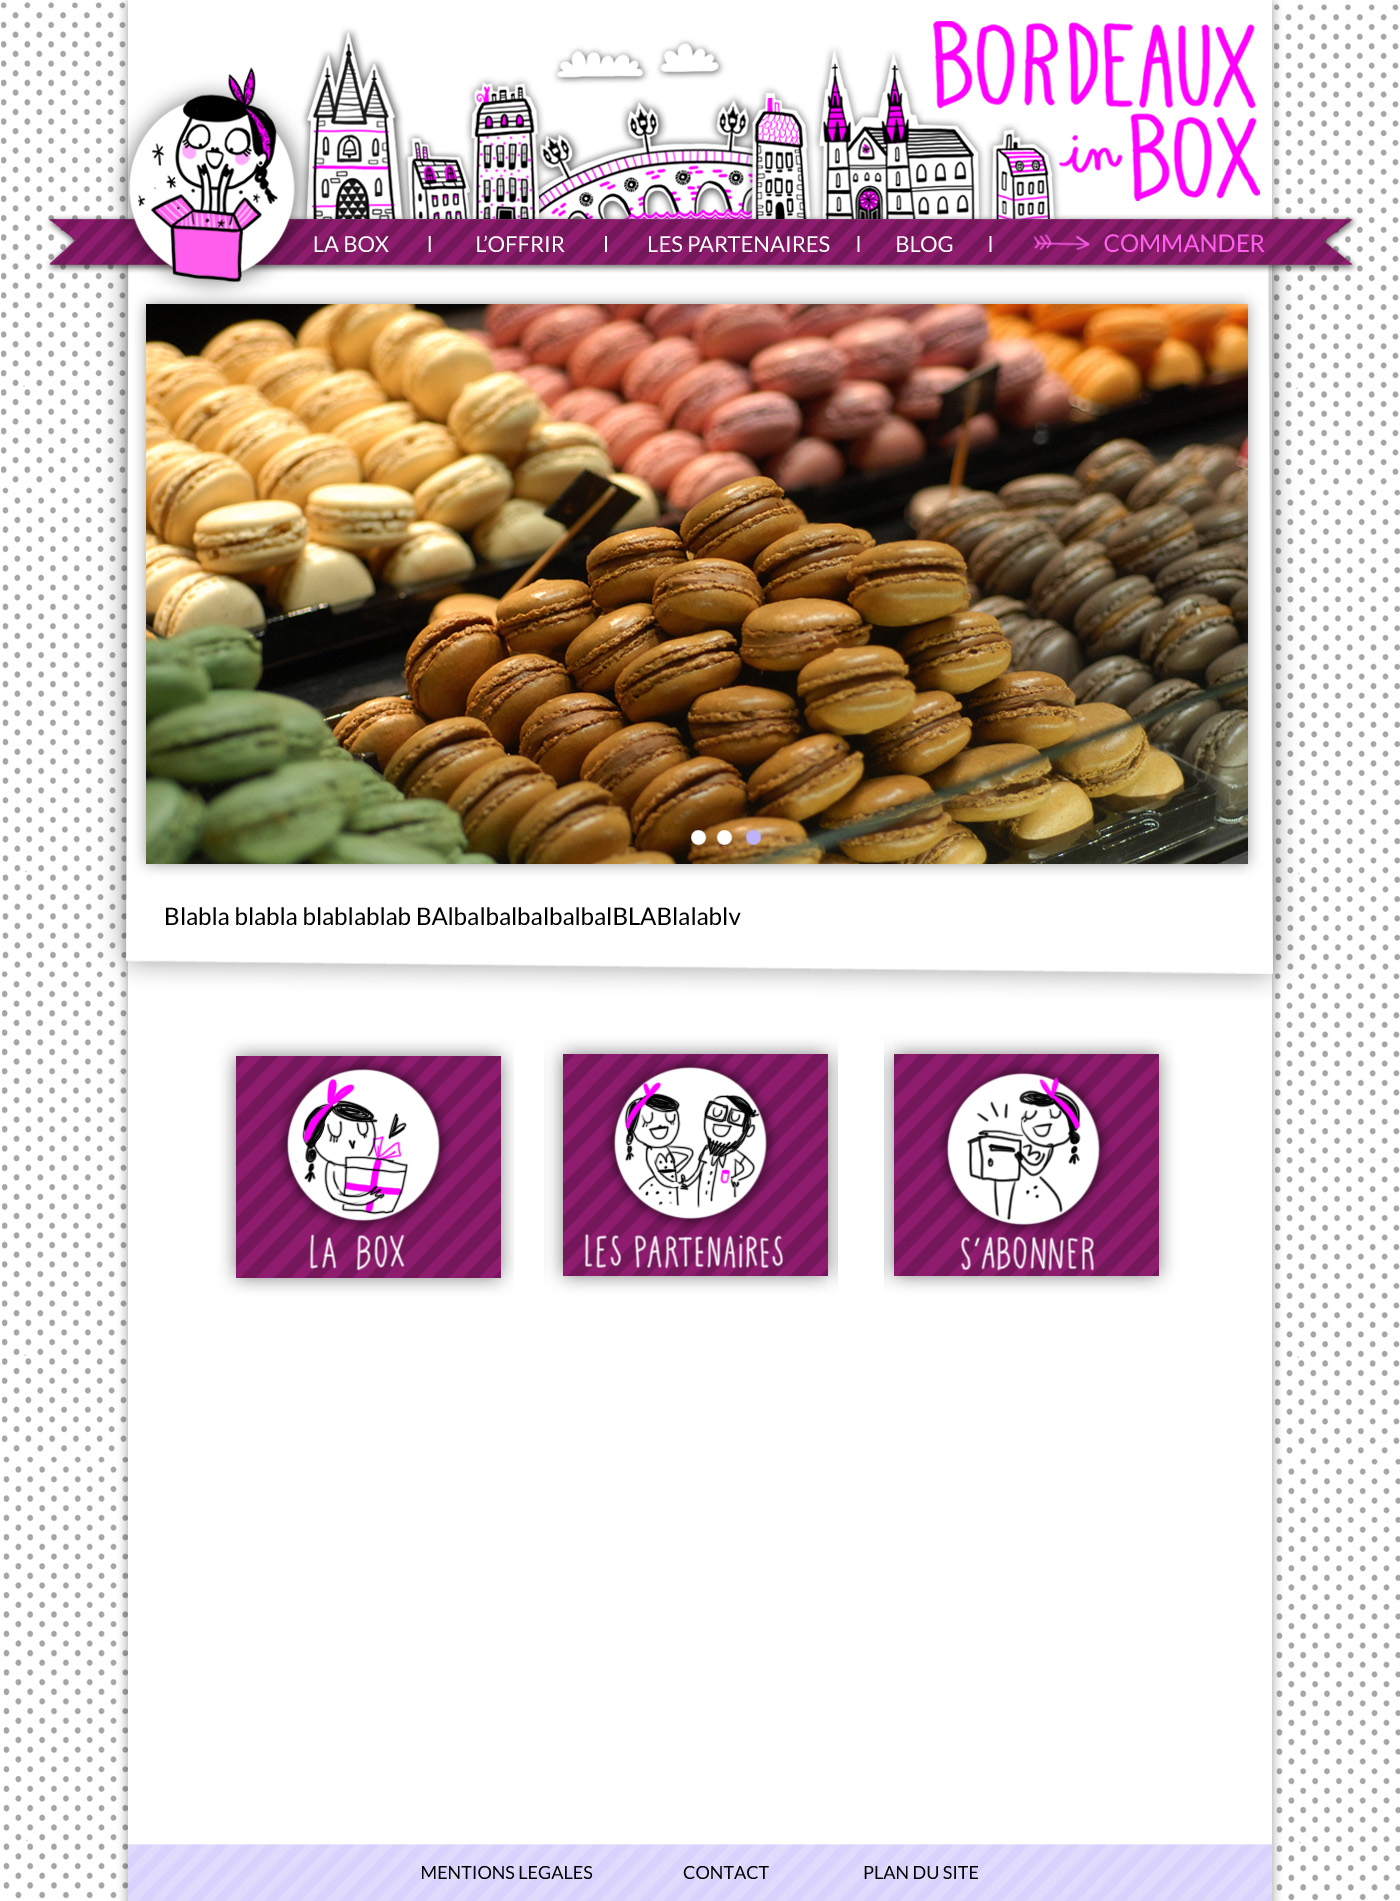 BORDEAUX
in BOX
LA BOX I L'OFFRIR I LES PARTENAIRES I BLOG I COMMANDER
Blabla blabla blablablab BAlbalbalbalbalbalBLABlalablv
LA BOX
LES PARTENAiRES
S'ABONNER
MENTIONS LEGALES CONTACT PLAN DU SITE